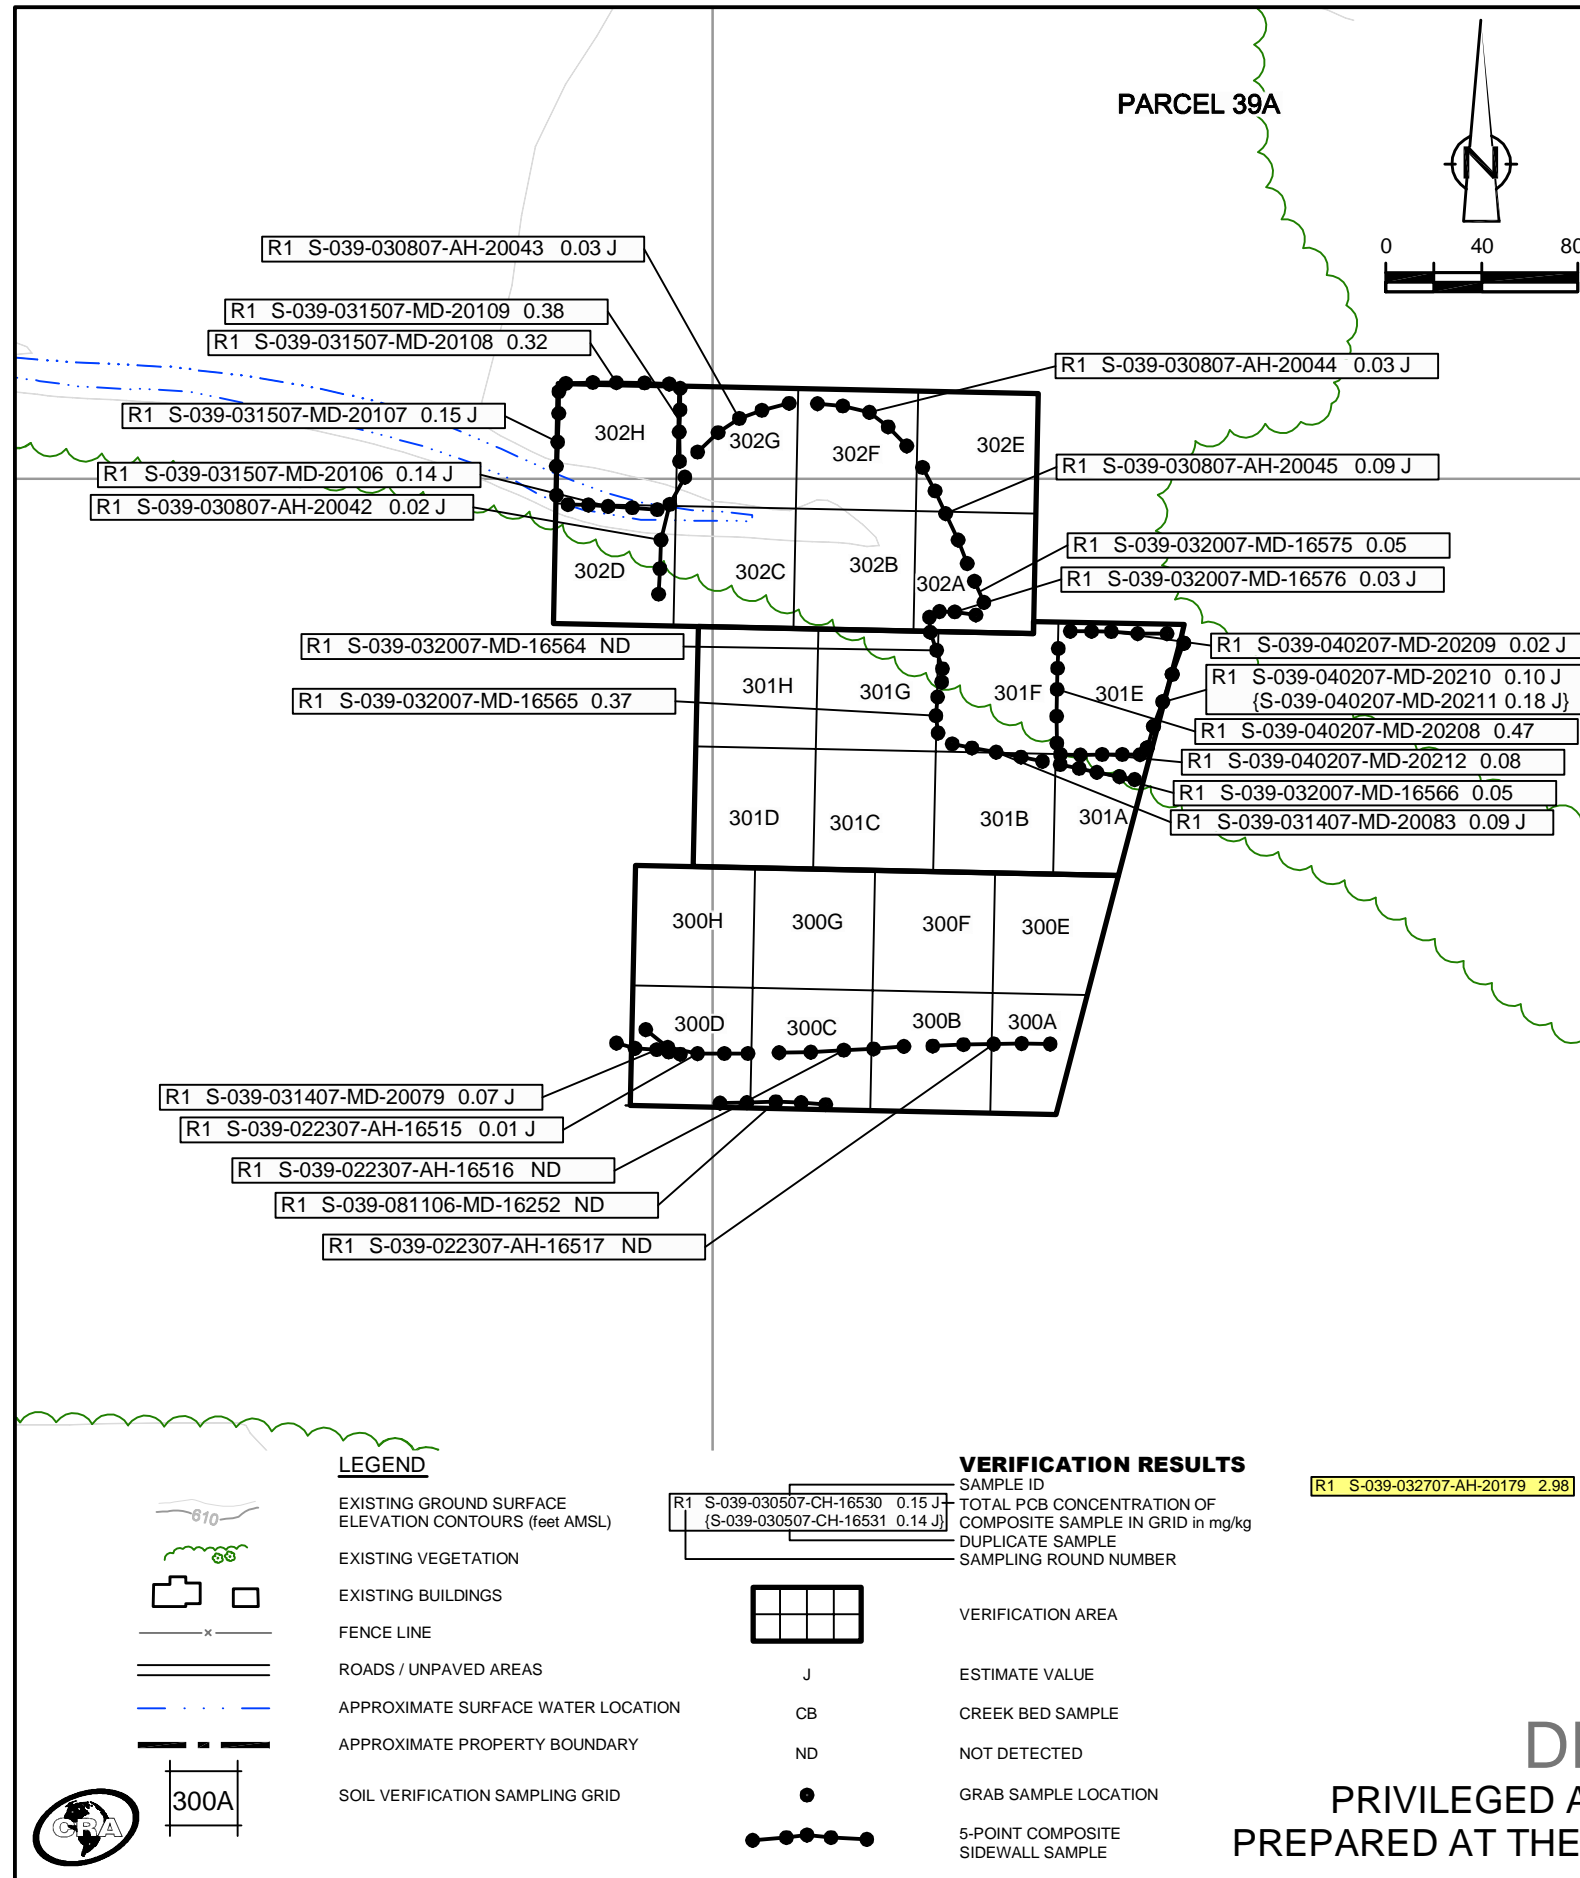 PARCEL 39A
N
0 40 80
R1 S-039-030807-AH-20043 0.03 J
R1 S-039-031507-MD-20109 0.38
R1 S-039-031507-MD-20108 0.32
R1 S-039-031507-MD-20107 0.15 J
R1 S-039-031507-MD-20106 0.14 J
R1 S-039-030807-AH-20042 0.02 J
R1 S-039-030807-AH-20044 0.03 J
R1 S-039-030807-AH-20045 0.09 J
R1 S-039-032007-MD-16575 0.05
R1 S-039-032007-MD-16576 0.03 J
302H
302G
302F
302E
302D
302C
302B
302A
R1 S-039-032007-MD-16564 ND
R1 S-039-032007-MD-16565 0.37
R1 S-039-040207-MD-20209 0.02 J
R1 S-039-040207-MD-20210 0.10 J
{S-039-040207-MD-20211 0.18 J}
R1 S-039-040207-MD-20208 0.47
R1 S-039-040207-MD-20212 0.08
R1 S-039-032007-MD-16566 0.05
R1 S-039-031407-MD-20083 0.09 J
301H
301G
301F
301E
301D
301C
301B
301A
300H
300G
300F
300E
300D
300C
300B
300A
R1 S-039-031407-MD-20079 0.07 J
R1 S-039-022307-AH-16515 0.01 J
R1 S-039-022307-AH-16516 ND
R1 S-039-081106-MD-16252 ND
R1 S-039-022307-AH-16517 ND
LEGEND
610
EXISTING GROUND SURFACE
ELEVATION CONTOURS (feet AMSL)
EXISTING VEGETATION
EXISTING BUILDINGS
x
FENCE LINE
ROADS / UNPAVED AREAS
APPROXIMATE SURFACE WATER LOCATION
APPROXIMATE PROPERTY BOUNDARY
300A
SOIL VERIFICATION SAMPLING GRID
CRA
VERIFICATION RESULTS
R1 S-039-030507-CH-16530 0.15 J
{S-039-030507-CH-16531 0.14 J}
SAMPLE ID
TOTAL PCB CONCENTRATION OF
COMPOSITE SAMPLE IN GRID in mg/kg
DUPLICATE SAMPLE
SAMPLING ROUND NUMBER
R1 S-039-032707-AH-20179 2.98
VERIFICATION AREA
J ESTIMATE VALUE
CB CREEK BED SAMPLE
ND NOT DETECTED
GRAB SAMPLE LOCATION
5-POINT COMPOSITE
SIDEWALL SAMPLE
PRIVILEGED
PREPARED AT THE